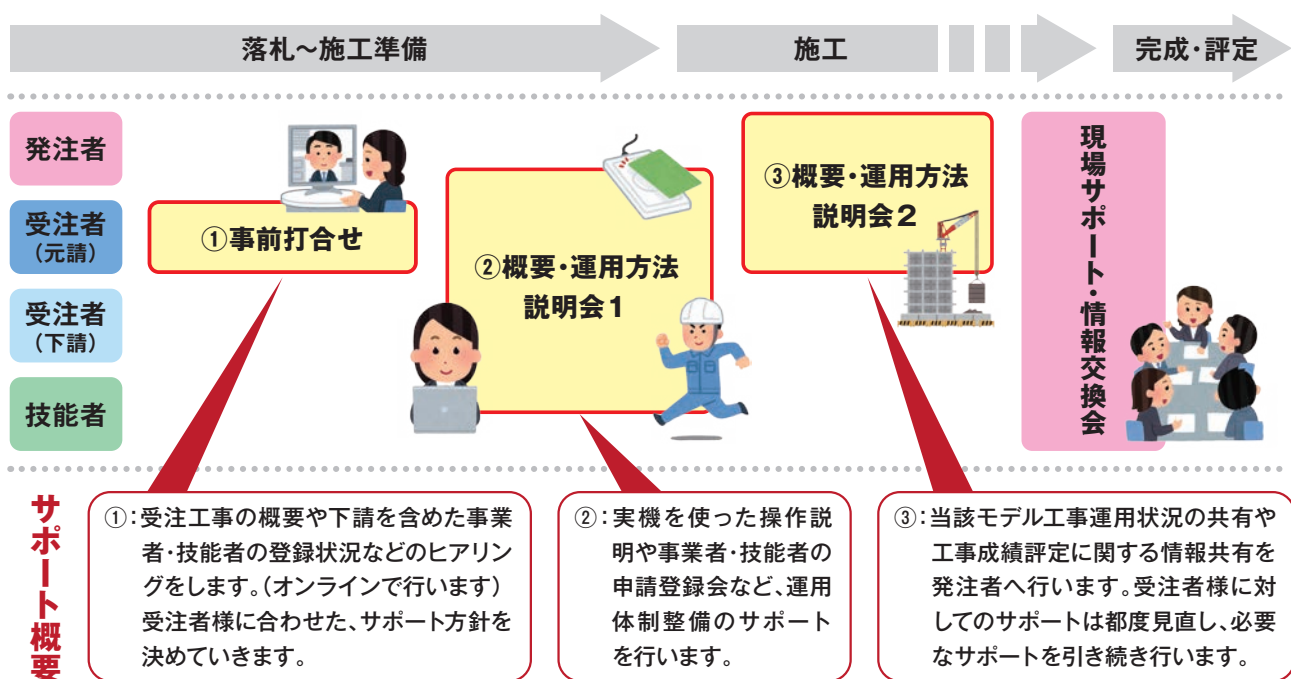 落札～施工準備
施工
完成・評定
発注者
受注者
(元請)
受注者
(下請)
技能者
①事前打合せ
②概要・運用方法
説明会1
③概要・運用方法
説明会2
現場サポート・情報交換会
サポート概要
①：受注工事の概要や下請を含めた事業
者・技能者の登録状況などのヒアリン
グをします。（オンラインで行います）
受注者様に合わせた、サポート方針を
決めていきます。
②：実機を使った操作説
明や事業者・技能者の
申請登録会など、運用
体制整備のサポート
を行います。
③：当該モデル工事運用状況の共有や
工事成績評定に関する情報共有を
発注者へ行います。受注者様に対
してのサポートは都度見直し、必要
なサポートを引き続き行います。